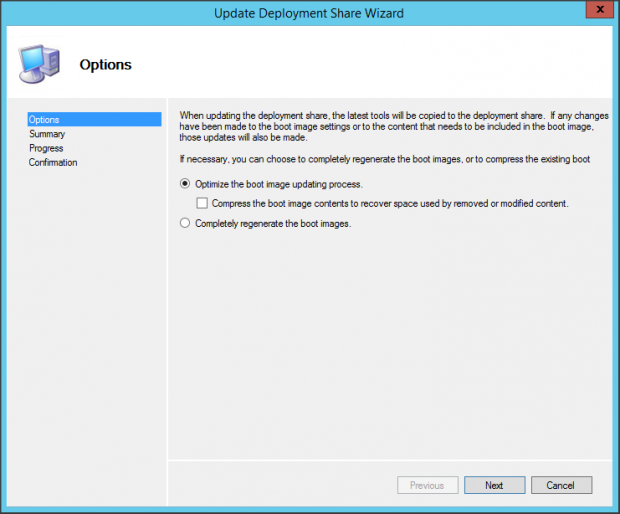 Update Deployment Share Wizard
x
Options
Options
Summary
Progress
Confirmation
When updating the deployment share, the latest tools will be copied to the deployment share.  If any changes
have been made to the boot image settings or to the content that needs to be included in the boot image,
those updates will also be made.
If necessary, you can choose to completely regenerate the boot images, or to compress the existing boot
Optimize the boot image updating process.
Compress the boot image contents to recover space used by removed or modified content.
Completely regenerate the boot images.
Previous
Next
Cancel